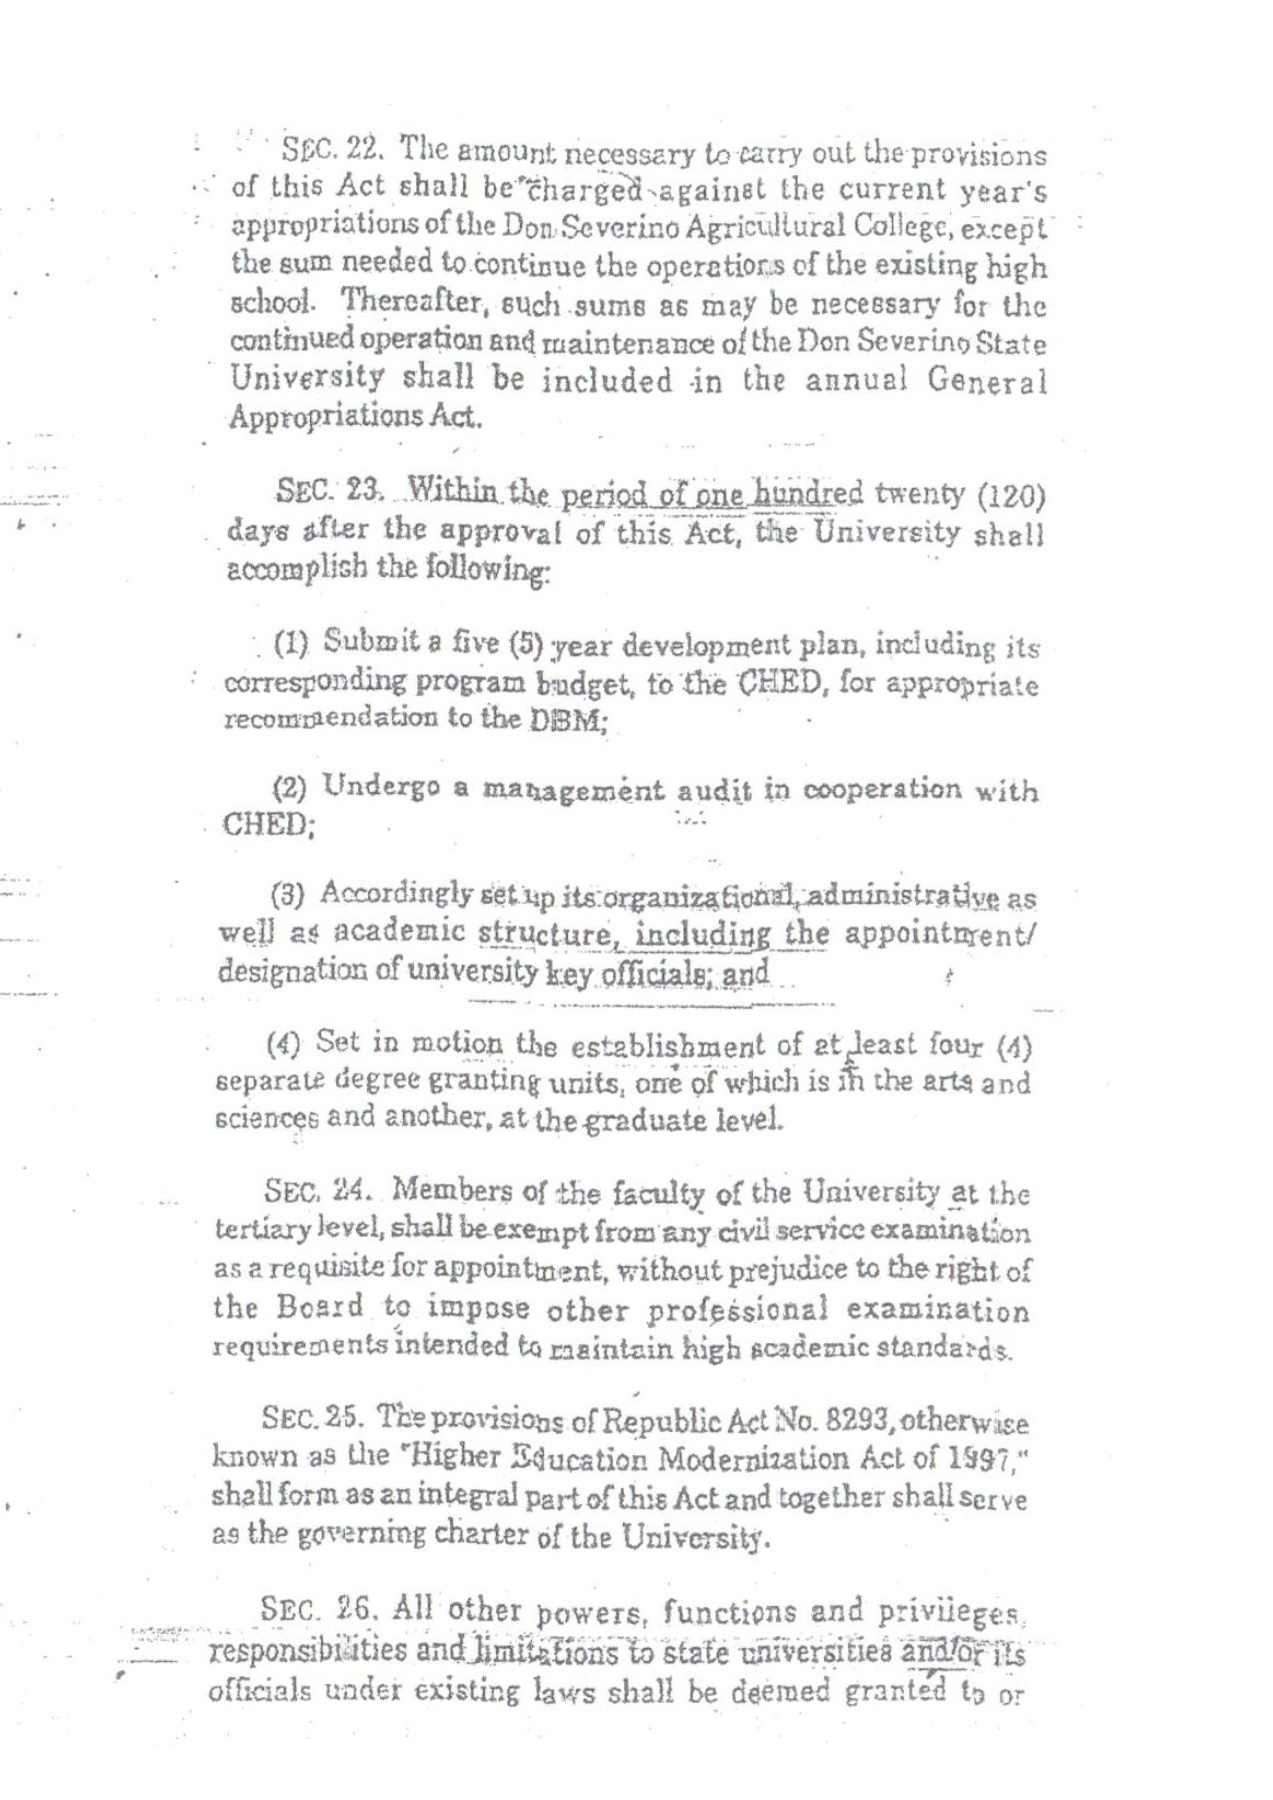 SEC. 22. The amount necessary to carry out the provisions
of this Act shall be charged against the current year's
appropriations of the Don Severino Agricultural College, except
the sum needed to continue the operations of the existing high
school. Thereafter, such sums as may be necessary for the
continued operation and maintenance of the Don Severino State
University shall be included in the annual General
Appropriations Act.
SEC. 23. Within the period of one hundred twenty (120)
days after the approval of this Act, the University shall
accomplish the following:
(1) Submit a five (5) year development plan, including its
corresponding program budget, to the CHED, for appropriate
recommendation to the DBM;
(2) Undergo a management audit in cooperation with
CHED;
(3) Accordingly set up its organizational, administrative as
well as academic structure, including the appointment/
designation of university key officials; and
(4) Set in motion the establishment of at least four (4)
separate degree granting units, one of which is in the arts and
sciences and another, at the graduate level.
SEC. 24. Members of the faculty of the University at the
tertiary level, shall be exempt from any civil service examination
as a requisite for appointment, without prejudice to the right of
the Board to impose other professional examination
requirements intended to maintain high academic standards.
SEC. 25. The provisions of Republic Act No. 8293, otherwise
known as the "Higher Education Modernization Act of 1997,"
shall form as an integral part of this Act and together shall serve
as the governing charter of the University.
SEC. 26. All other powers, functions and privileges,
responsibilities and limitations to state universities and/or its
officials under existing laws shall be deemed granted to or